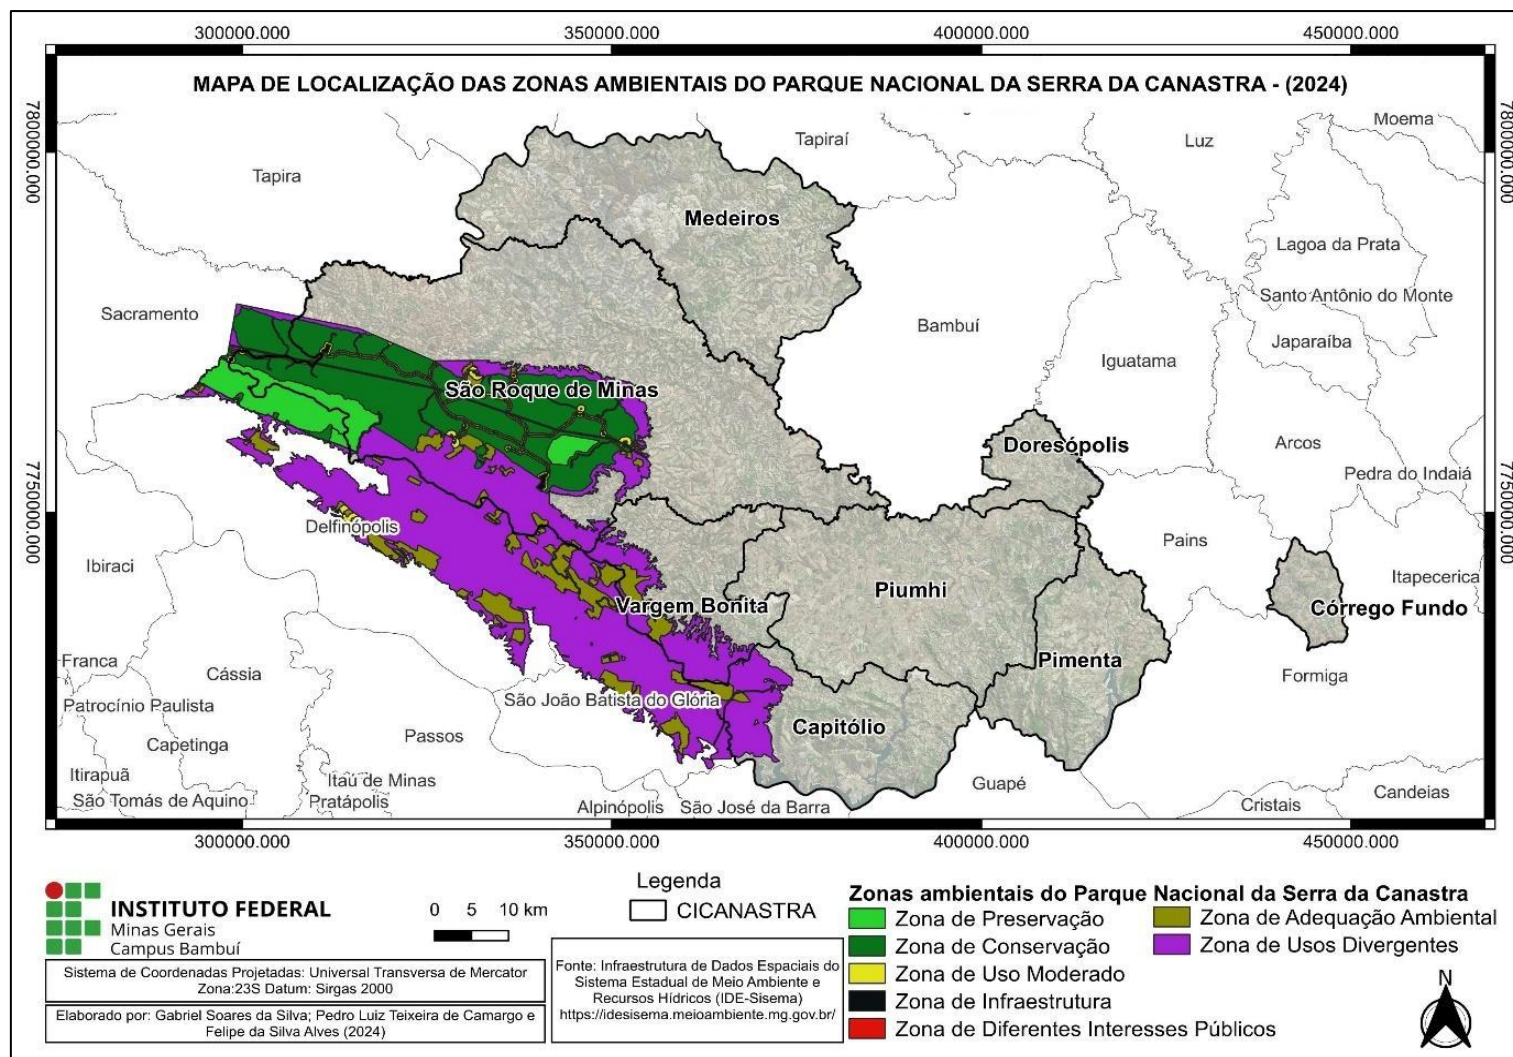 300000.000 350000.000 400000.000 450000.000
MAPA DE LOCALIZAÇÃO DAS ZONAS AMBIENTAIS DO PARQUE NACIONAL DA SERRA DA CANASTRA - (2024)
7800000.000
7800000.000
Moema
Tapiraí
Luz
Tapira
Medeiros
Lagoa da Prata
Santo Antônio do Monte
Sacramento
Bambuí
Japaraíba
Iguatama
São Roque de Minas
Doresópolis
Arcos
Pedra do Indaiá
7750000.000
7750000.000
Delfinópolis
Pains
Ibiraci
Itapecerica
Piumhi
Vargem Bonita
Córrego Fundo
Franca
Cássia
Pimenta
Formiga
São João Batista do Glória
Patrocínio Paulista
Capitólio
Passos
Capetinga
Itirapuã
Itaú de Minas
Guapé
São Tomás de Aquino
Pratápolis
Alpinópolis
São José da Barra
Cristais
Candeias
300000.000 350000.000 400000.000 450000.000
INSTITUTO FEDERAL
Minas Gerais
Campus Bambuí
0 5 10 km
Legenda
CICANASTRA
Sistema de Coordenadas Projetadas: Universal Transversa de Mercator
Zona:23S Datum: Sirgas 2000
Elaborado por: Gabriel Soares da Silva; Pedro Luiz Teixeira de Camargo e
Felipe da Silva Alves (2024)
Fonte: Infraestrutura de Dados Espaciais do
Sistema Estadual de Meio Ambiente e
Recursos Hídricos (IDE-Sisema)
https://idesisema.meioambiente.mg.gov.br/
Zonas ambientais do Parque Nacional da Serra da Canastra
Zona de Preservação
Zona de Conservação
Zona de Uso Moderado
Zona de Infraestrutura
Zona de Diferentes Interesses Públicos
Zona de Adequação Ambiental
Zona de Usos Divergentes
N